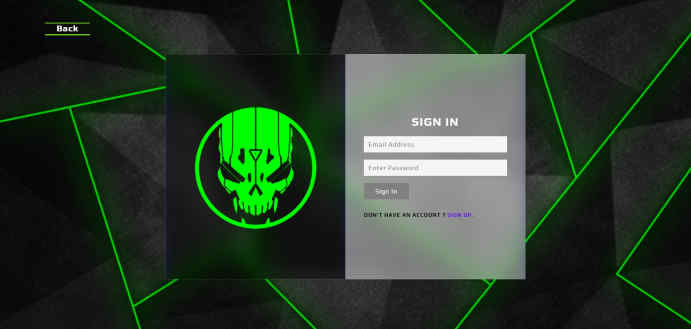 Back
SIGN IN
Email Address
Enter Password
Sign In
DON'T HAVE AN ACCOUNT ? SIGN UP.